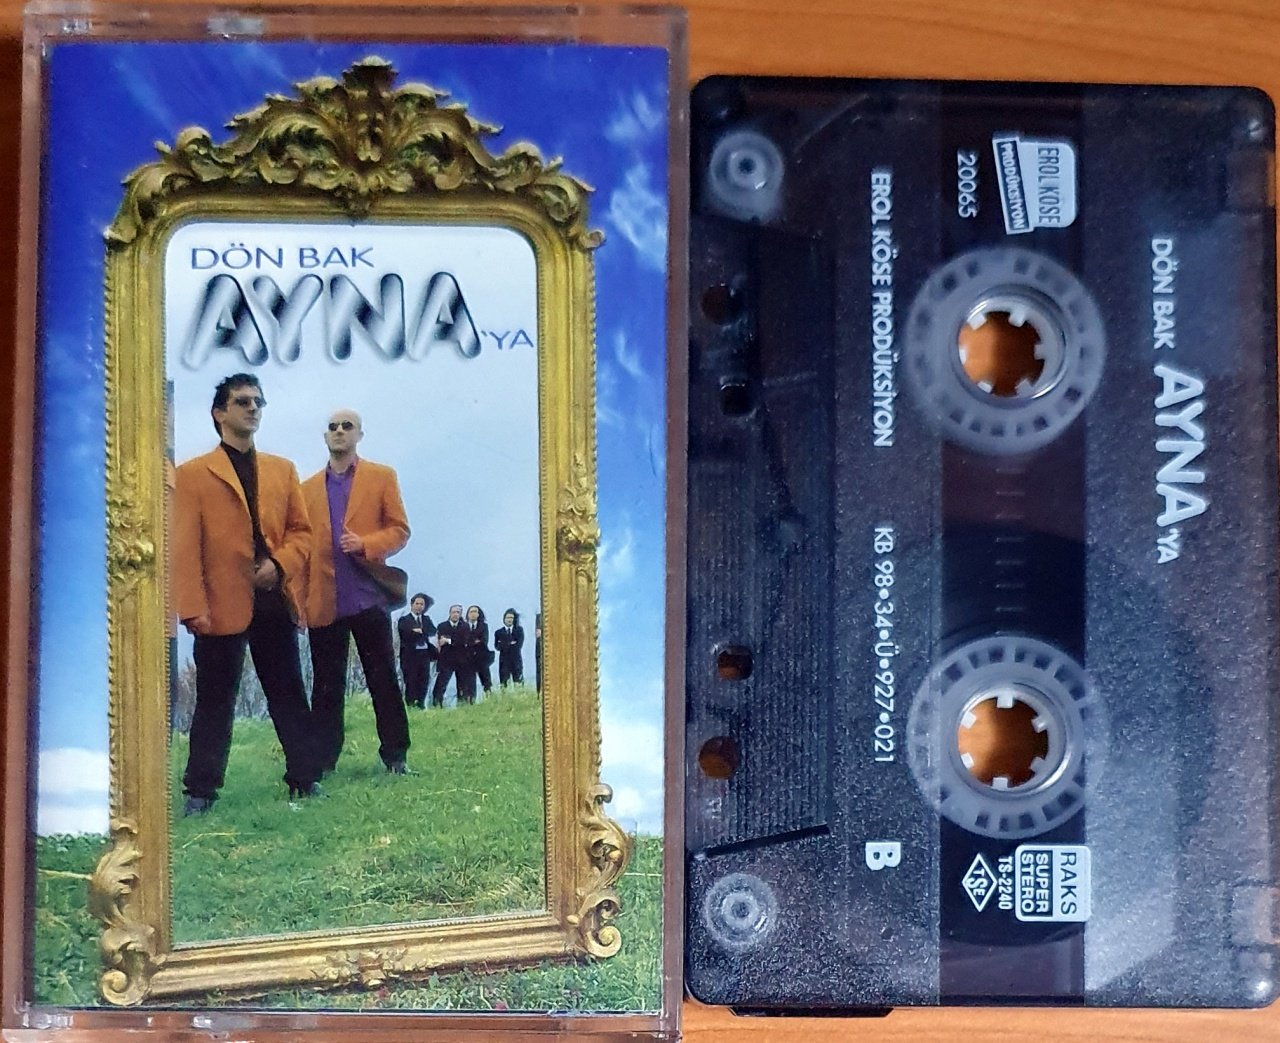 DÖN BAK
AYNA
'YA
EROL KÖSE
PRODÜKSİYON
20065
EROL KÖSE PRODÜKSİYON
KB 98•34•Ü•927•021
B
DÖN BAK AYNA'YA
RAKS
SUPER
STERO
TS-2240
TSE